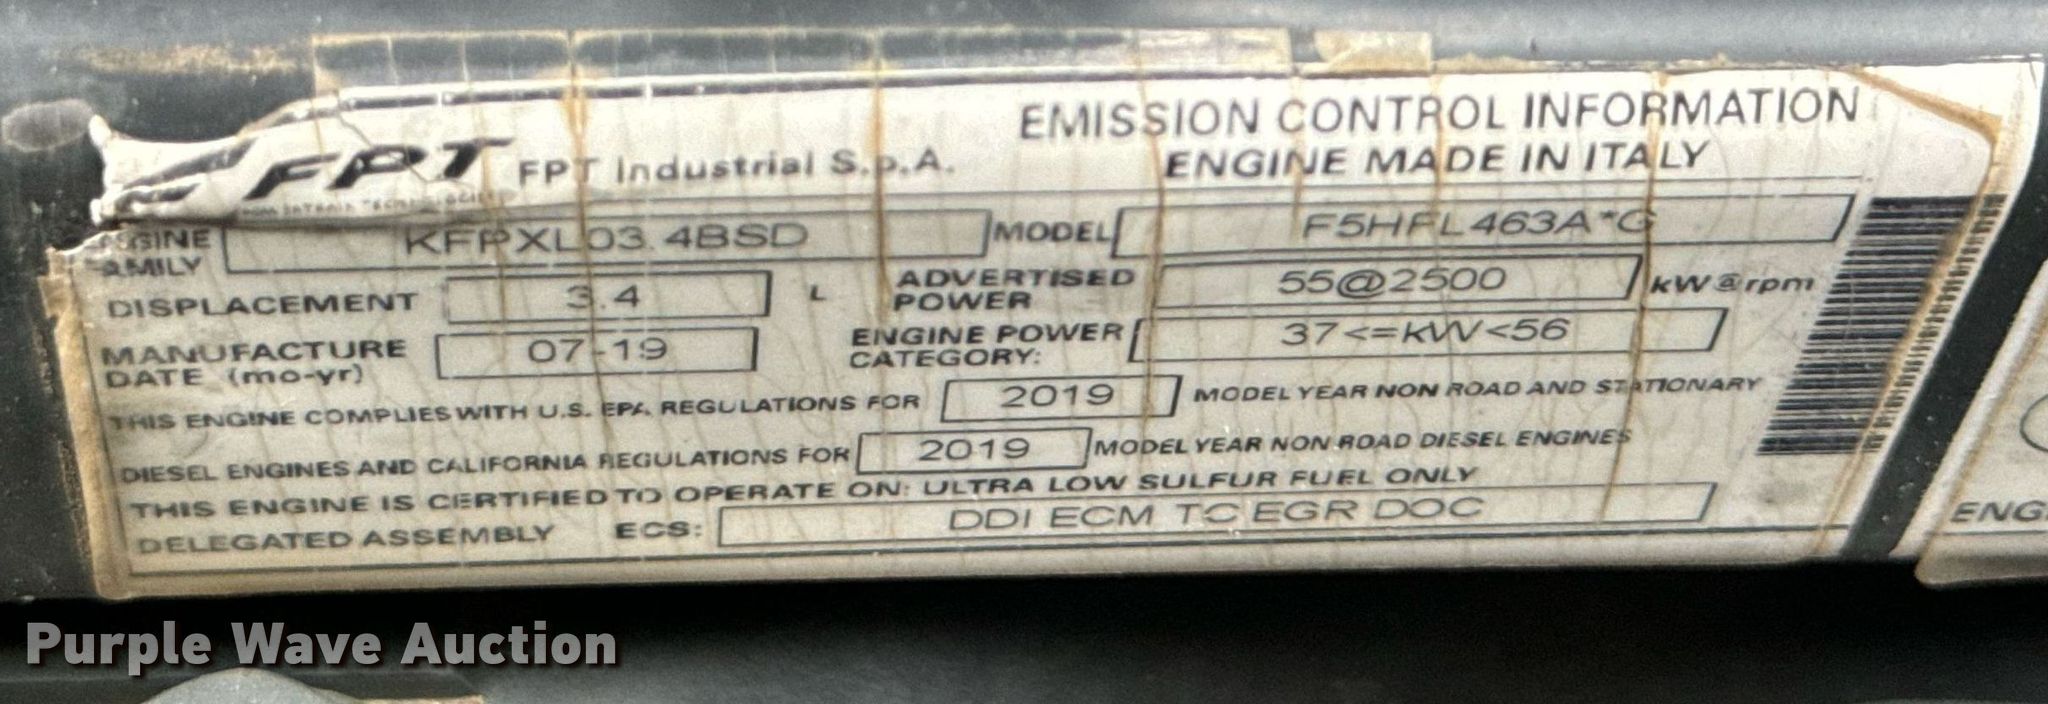 FPT FPT Industrial S.p.A.
EMISSION CONTROL INFORMATION
ENGINE MADE IN ITALY
FAMILY KFPXL03.4BSD MODEL F5HFL463A*G
DISPLACEMENT 3.4 L ADVERTISED POWER 55@2500 kW@rpm
MANUFACTURE DATE (mo-yr) 07-19 ENGINE POWER CATEGORY: 37<=kW<56
THIS ENGINE COMPLIES WITH U.S. EPA REGULATIONS FOR 2019 MODEL YEAR NON ROAD AND STATIONARY
DIESEL ENGINES AND CALIFORNIA REGULATIONS FOR 2019 MODEL YEAR NON ROAD DIESEL ENGINES
THIS ENGINE IS CERTIFIED TO OPERATE ON: ULTRA LOW SULFUR FUEL ONLY
DELEGATED ASSEMBLY ECS: DDI ECM TC EGR DOC
ENG
Purple Wave Auction